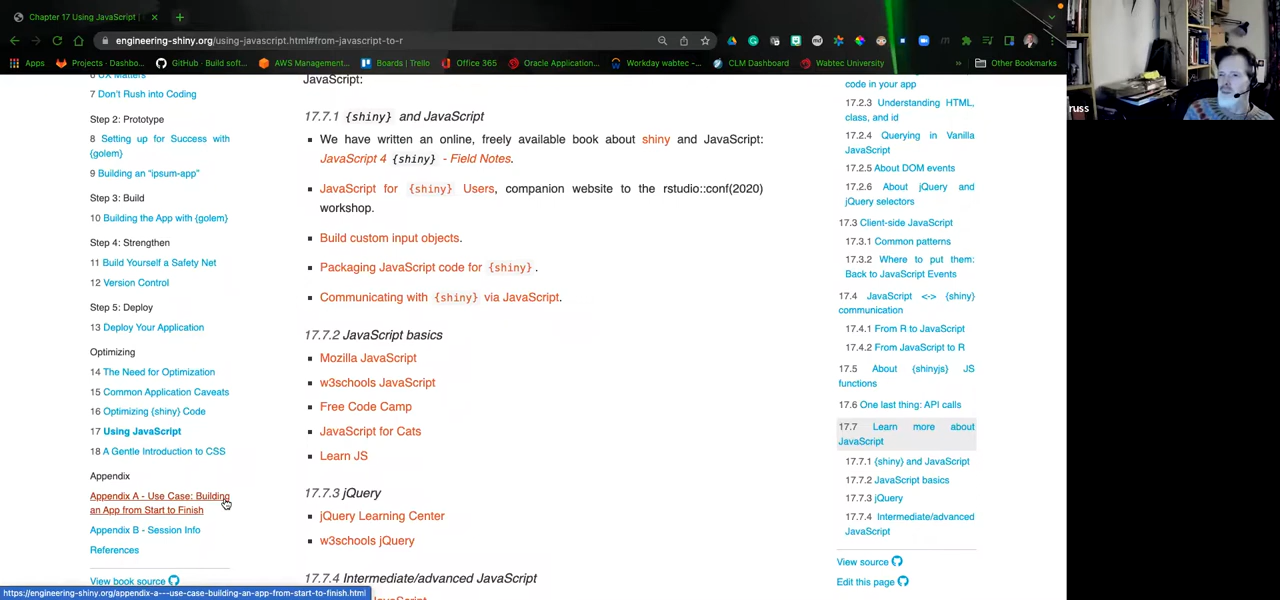 Chapter 17 Using JavaScript |
engineering-shiny.org/using-javascript.html#from-javascript-to-r
Apps
Projects · Dashbo...
GitHub · Build soft...
AWS Management...
Boards | Trello
Office 365
Oracle Application...
Workday wabtec –...
CLM Dashboard
Wabtec University
»
Other Bookmarks
russ
6 UX Matters
7 Don't Rush into Coding
Step 2: Prototype
8 Setting up for Success with
{golem}
9 Building an "ipsum-app"
Step 3: Build
10 Building the App with {golem}
Step 4: Strengthen
11 Build Yourself a Safety Net
12 Version Control
Step 5: Deploy
13 Deploy Your Application
Optimizing
14 The Need for Optimization
15 Common Application Caveats
16 Optimizing {shiny} Code
17 Using JavaScript
18 A Gentle Introduction to CSS
Appendix
Appendix A - Use Case: Building
an App from Start to Finish
Appendix B - Session Info
References
View book source
JavaScript:
17.7.1 {shiny} and JavaScript
We have written an online, freely available book about shiny and JavaScript:
JavaScript 4 {shiny} - Field Notes.
JavaScript for {shiny} Users, companion website to the rstudio::conf(2020)
workshop.
Build custom input objects.
Packaging JavaScript code for {shiny}.
Communicating with {shiny} via JavaScript.
17.7.2 JavaScript basics
Mozilla JavaScript
w3schools JavaScript
Free Code Camp
JavaScript for Cats
Learn JS
17.7.3 jQuery
jQuery Learning Center
w3schools jQuery
17.7.4 Intermediate/advanced JavaScript
JavaScript
code in your app
17.2.3 Understanding HTML,
class, and id
17.2.4 Querying in Vanilla
JavaScript
17.2.5 About DOM events
17.2.6 About jQuery and
jQuery selectors
17.3 Client-side JavaScript
17.3.1 Common patterns
17.3.2 Where to put them:
Back to JavaScript Events
17.4 JavaScript <-> {shiny}
communication
17.4.1 From R to JavaScript
17.4.2 From JavaScript to R
17.5 About {shinyjs} JS
functions
17.6 One last thing: API calls
17.7 Learn more about
JavaScript
17.7.1 {shiny} and JavaScript
17.7.2 JavaScript basics
17.7.3 jQuery
17.7.4 Intermediate/advanced
JavaScript
View source
Edit this page
https://engineering-shiny.org/appendix-a---use-case-building-an-app-from-start-to-finish.html